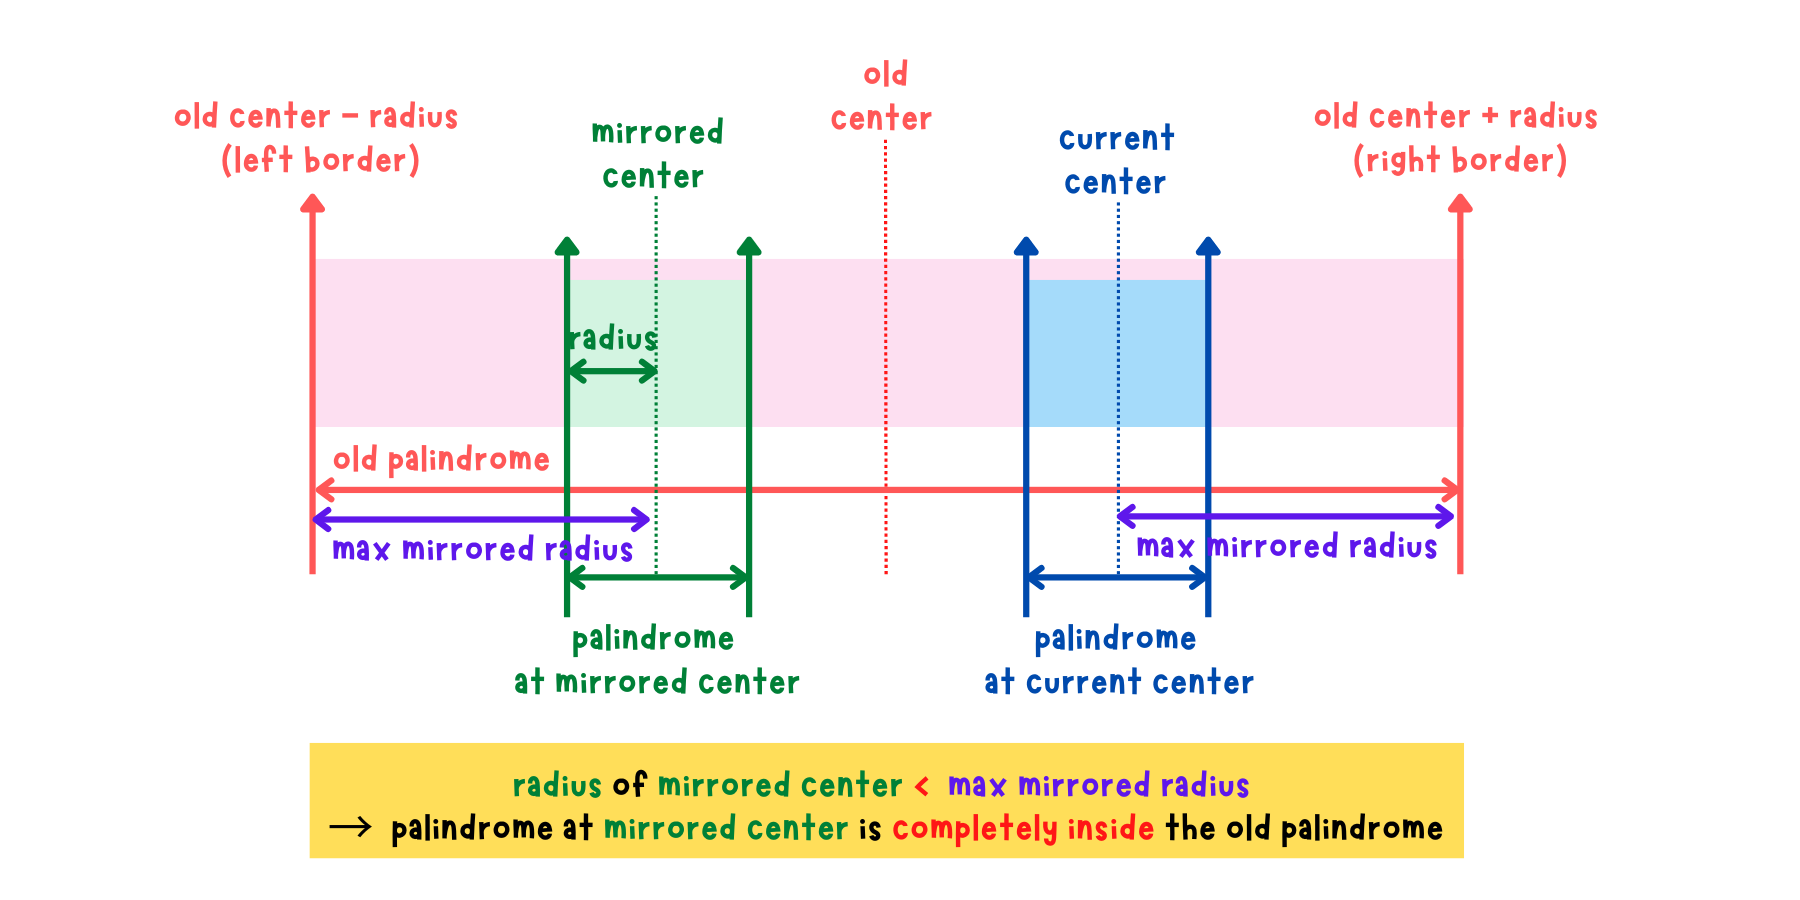 old
center
old center - radius
(left border)
mirrored
center
current
center
old center + radius
(right border)
radius
old palindrome
max mirrored radius
max mirrored radius
palindrome
at mirrored center
palindrome
at current center
radius of mirrored center < max mirrored radius
→ palindrome at mirrored center is completely inside the old palindrome